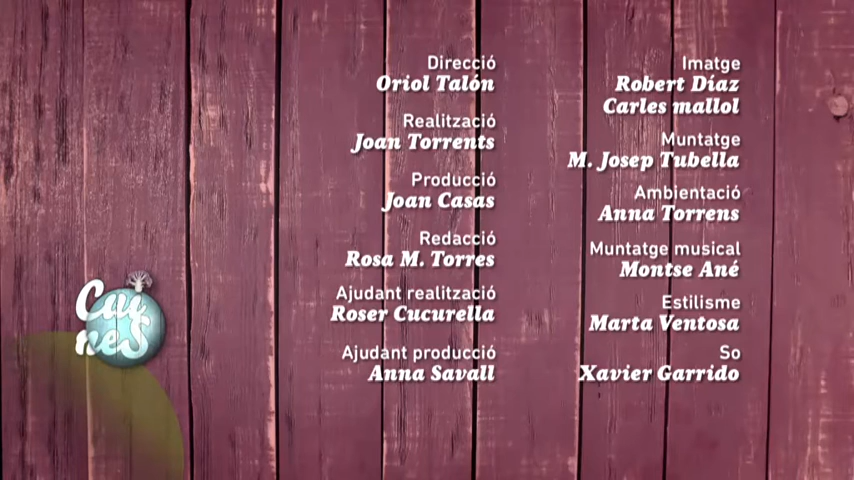 Direcció
Oriol Talón
Realització
Joan Torrents
Producció
Joan Casas
Redacció
Rosa M. Torres
Ajudant realització
Roser Cucurella
Ajudant producció
Anna Savall
Imatge
Robert Díaz
Carles mallol
Muntatge
M. Josep Tubella
Ambientació
Anna Torrens
Muntatge musical
Montse Ané
Estilisme
Marta Ventosa
So
Xavier Garrido
Cui
neS